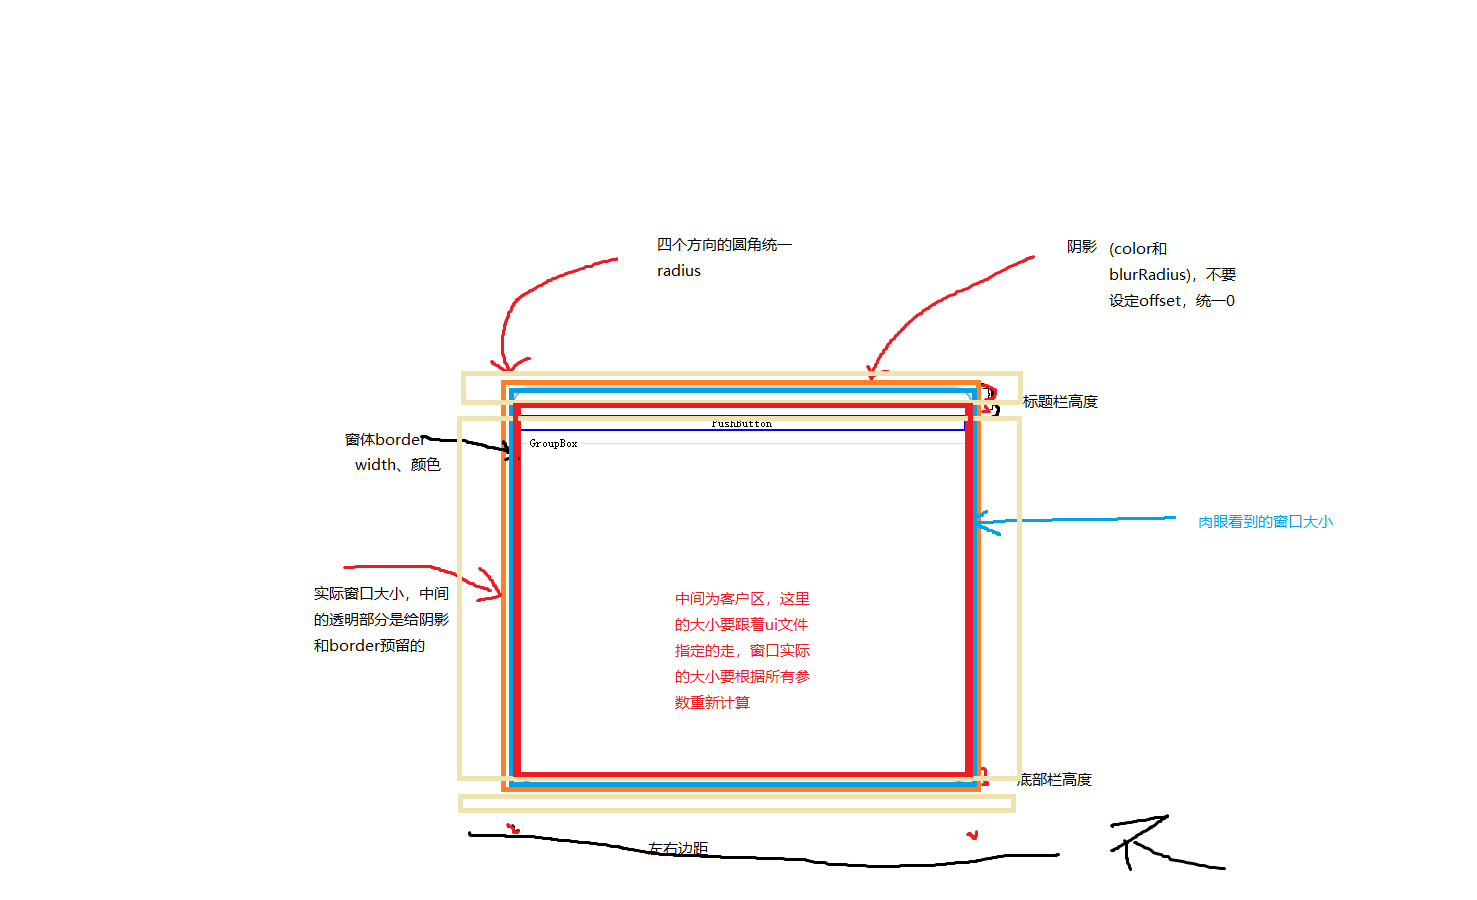 四个方向的圆角统一
radius
阴影
(color和
blurRadius)，不要
设定offset，统一0
标题栏高度
PushButton
GroupBox
窗体border
width、颜色
肉眼看到的窗口大小
实际窗口大小，中间
的透明部分是给阴影
和border预留的
中间为客户区，这里
的大小要跟着ui文件
指定的走，窗口实际
的大小要根据所有参
数重新计算
底部栏高度
左右边距